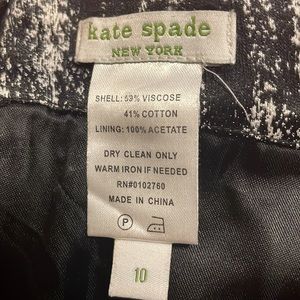 kate spade
NEW YORK
SHELL: 59% VISCOSE
41% COTTON
LINING: 100% ACETATE
DRY CLEAN ONLY
WARM IRON IF NEEDED
RN#0102760
MADE IN CHINA
P
10